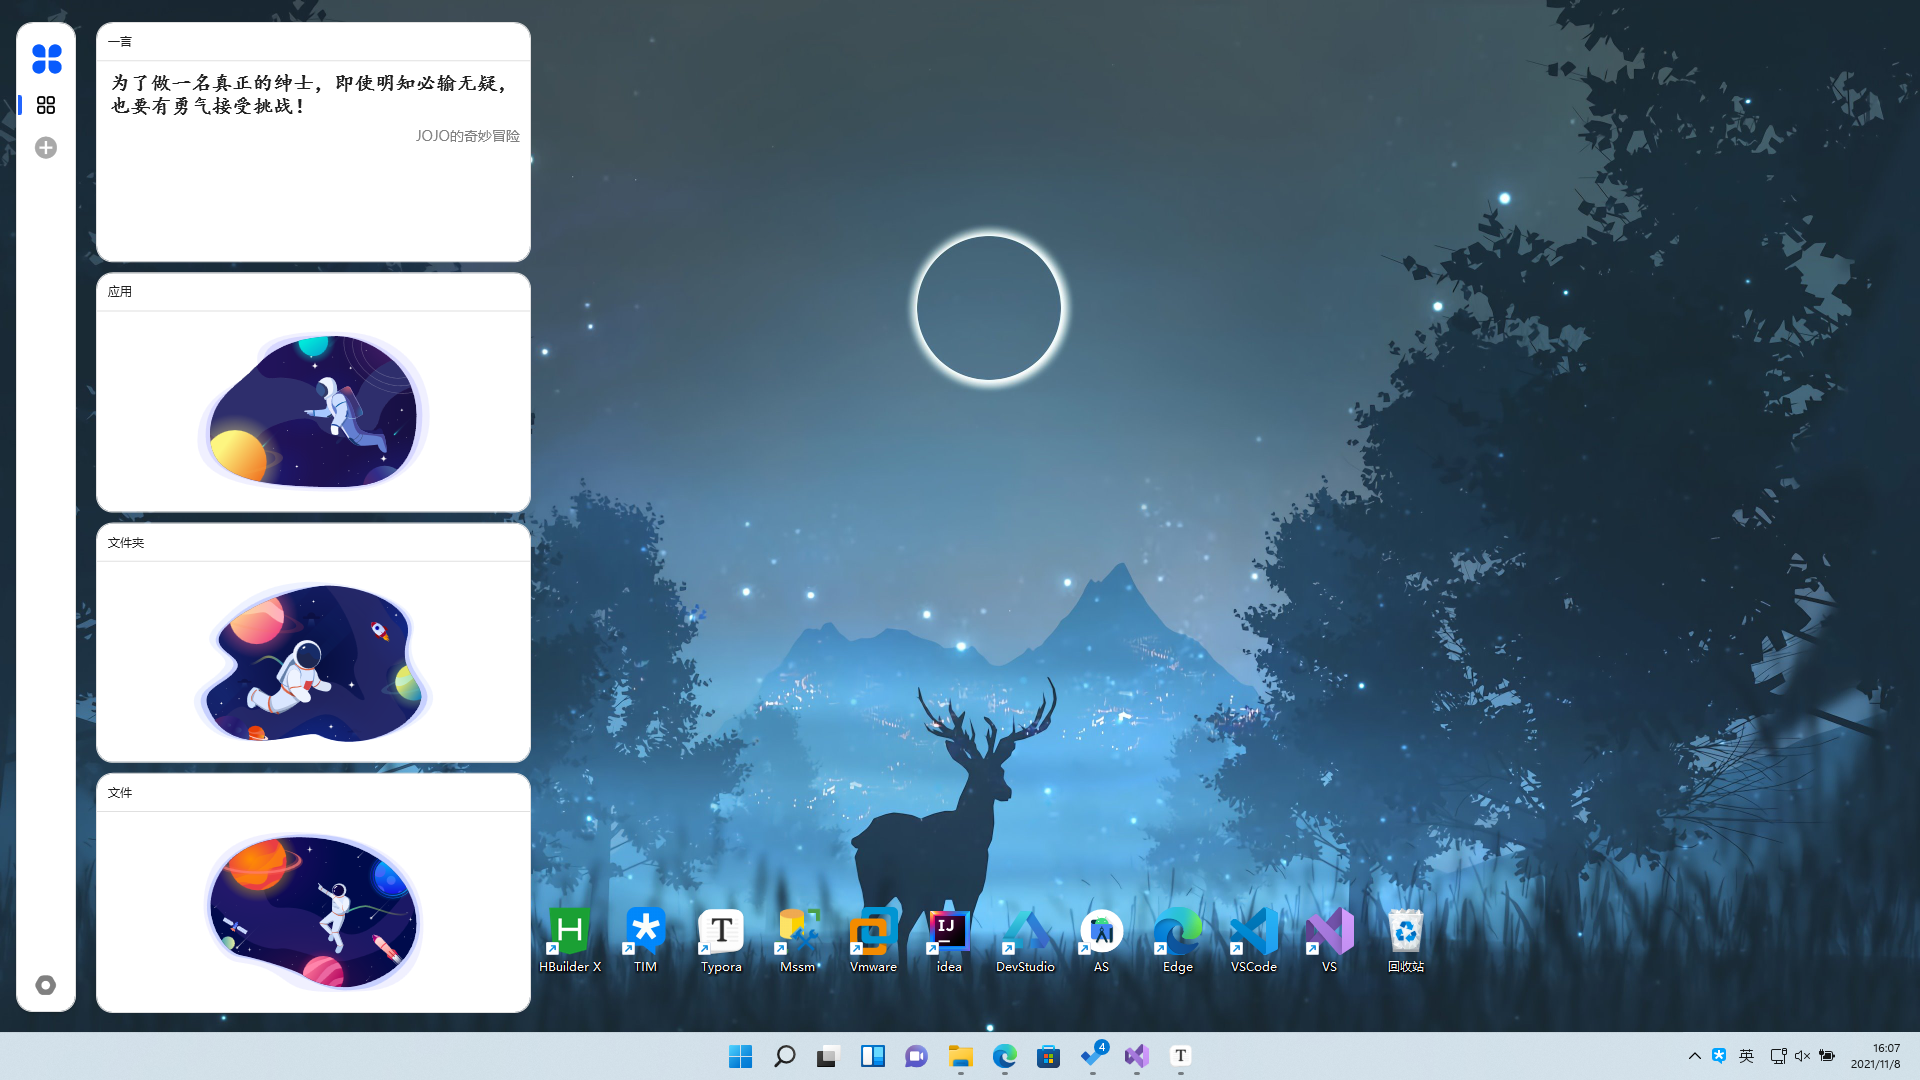 一言
为了做一名真正的绅士，即使明知必输无疑，
也要有勇气接受挑战！
JOJO的奇妙冒险
应用
文件夹
文件
HBuilder X
TIM
Typora
Mssm
Vmware
idea
DevStudio
AS
Edge
VSCode
VS
回收站
4
英
16:07
2021/11/8